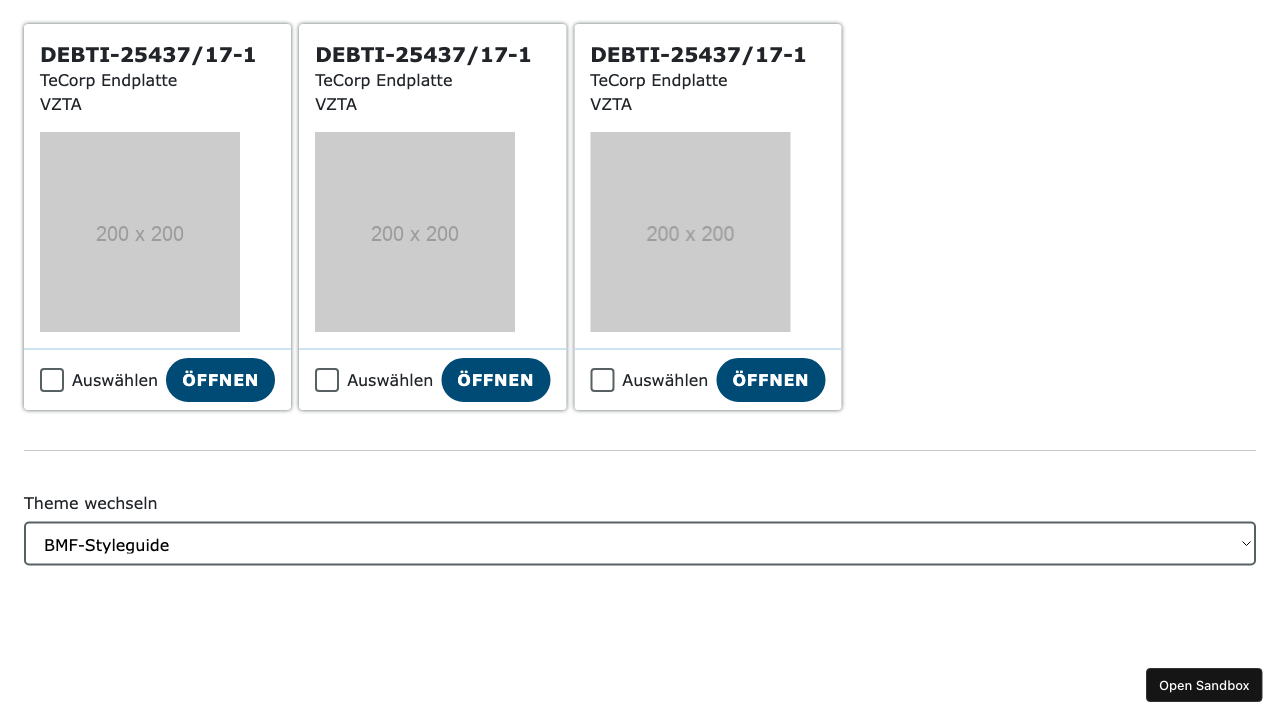 DEBTI-25437/17-1
TeCorp Endplatte
VZTA
200 x 200
Auswählen ÖFFNEN
DEBTI-25437/17-1
TeCorp Endplatte
VZTA
200 x 200
Auswählen ÖFFNEN
DEBTI-25437/17-1
TeCorp Endplatte
VZTA
200 x 200
Auswählen ÖFFNEN
Theme wechseln
BMF-Styleguide
Open Sandbox